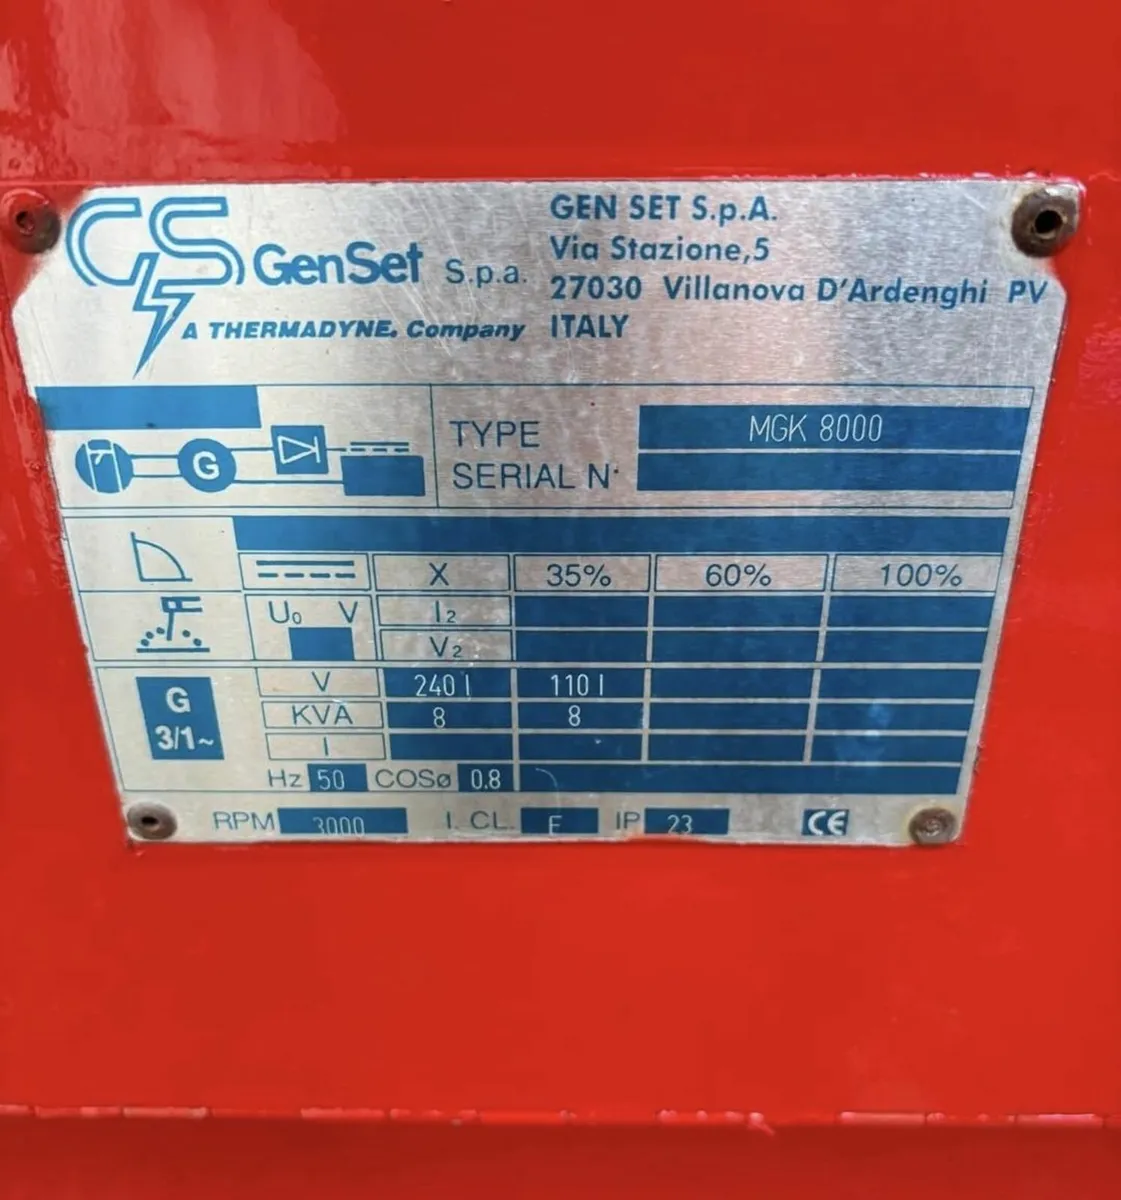 GS GenSet S.p.a.
A THERMADYNE® Company
GEN SET S.p.A.
Via Stazione,5
27030 Villanova D'Ardenghi PV
ITALY
G
TYPE MGK 8000
SERIAL N·
X 35% 60% 100%
U₀ V I₂
V₂
G
3/1~
V 240 I 110 I
KVA 8 8
I
Hz 50 COSø 0.8
RPM 3000 I. CL. F IP 23 CE